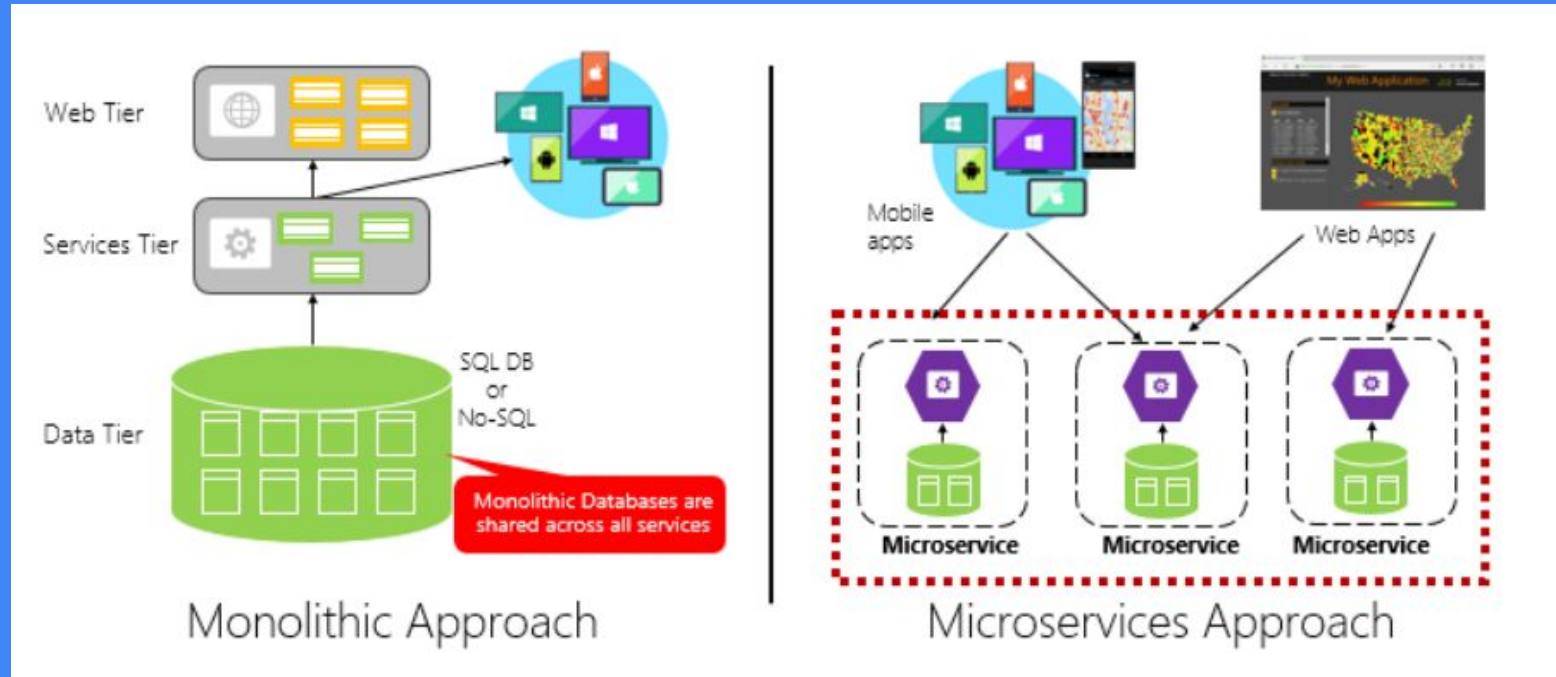 Web Tier
Services Tier
Data Tier
SQL DB
or
No-SQL
Monolithic Databases are
shared across all services
Monolithic Approach
Mobile
apps
My Web Application
Web Apps
Microservice
Microservice
Microservice
Microservices Approach